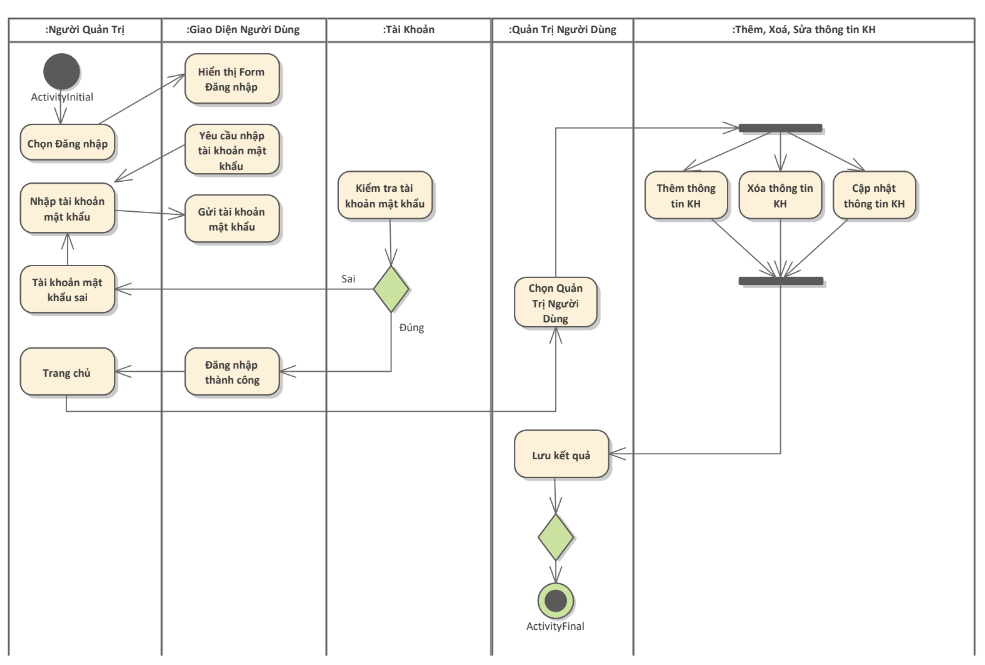 :Người Quản Trị
:Giao Diện Người Dùng
:Tài Khoản
:Quản Trị Người Dùng
:Thêm, Xoá, Sửa thông tin KH
ActivityInitial
Chọn Đăng nhập
Hiển thị Form
Đăng nhập
Yêu cầu nhập
tài khoản mật
khẩu
Nhập tài khoản
mật khẩu
Gửi tài khoản
mật khẩu
Kiểm tra tài
khoản mật khẩu
Thêm thông
tin KH
Xóa thông tin
KH
Cập nhật
thông tin KH
Tài khoản mật
khẩu sai
Sai
Đúng
Chọn Quản
Trị Người
Dùng
Trang chủ
Đăng nhập
thành công
Lưu kết quả
ActivityFinal